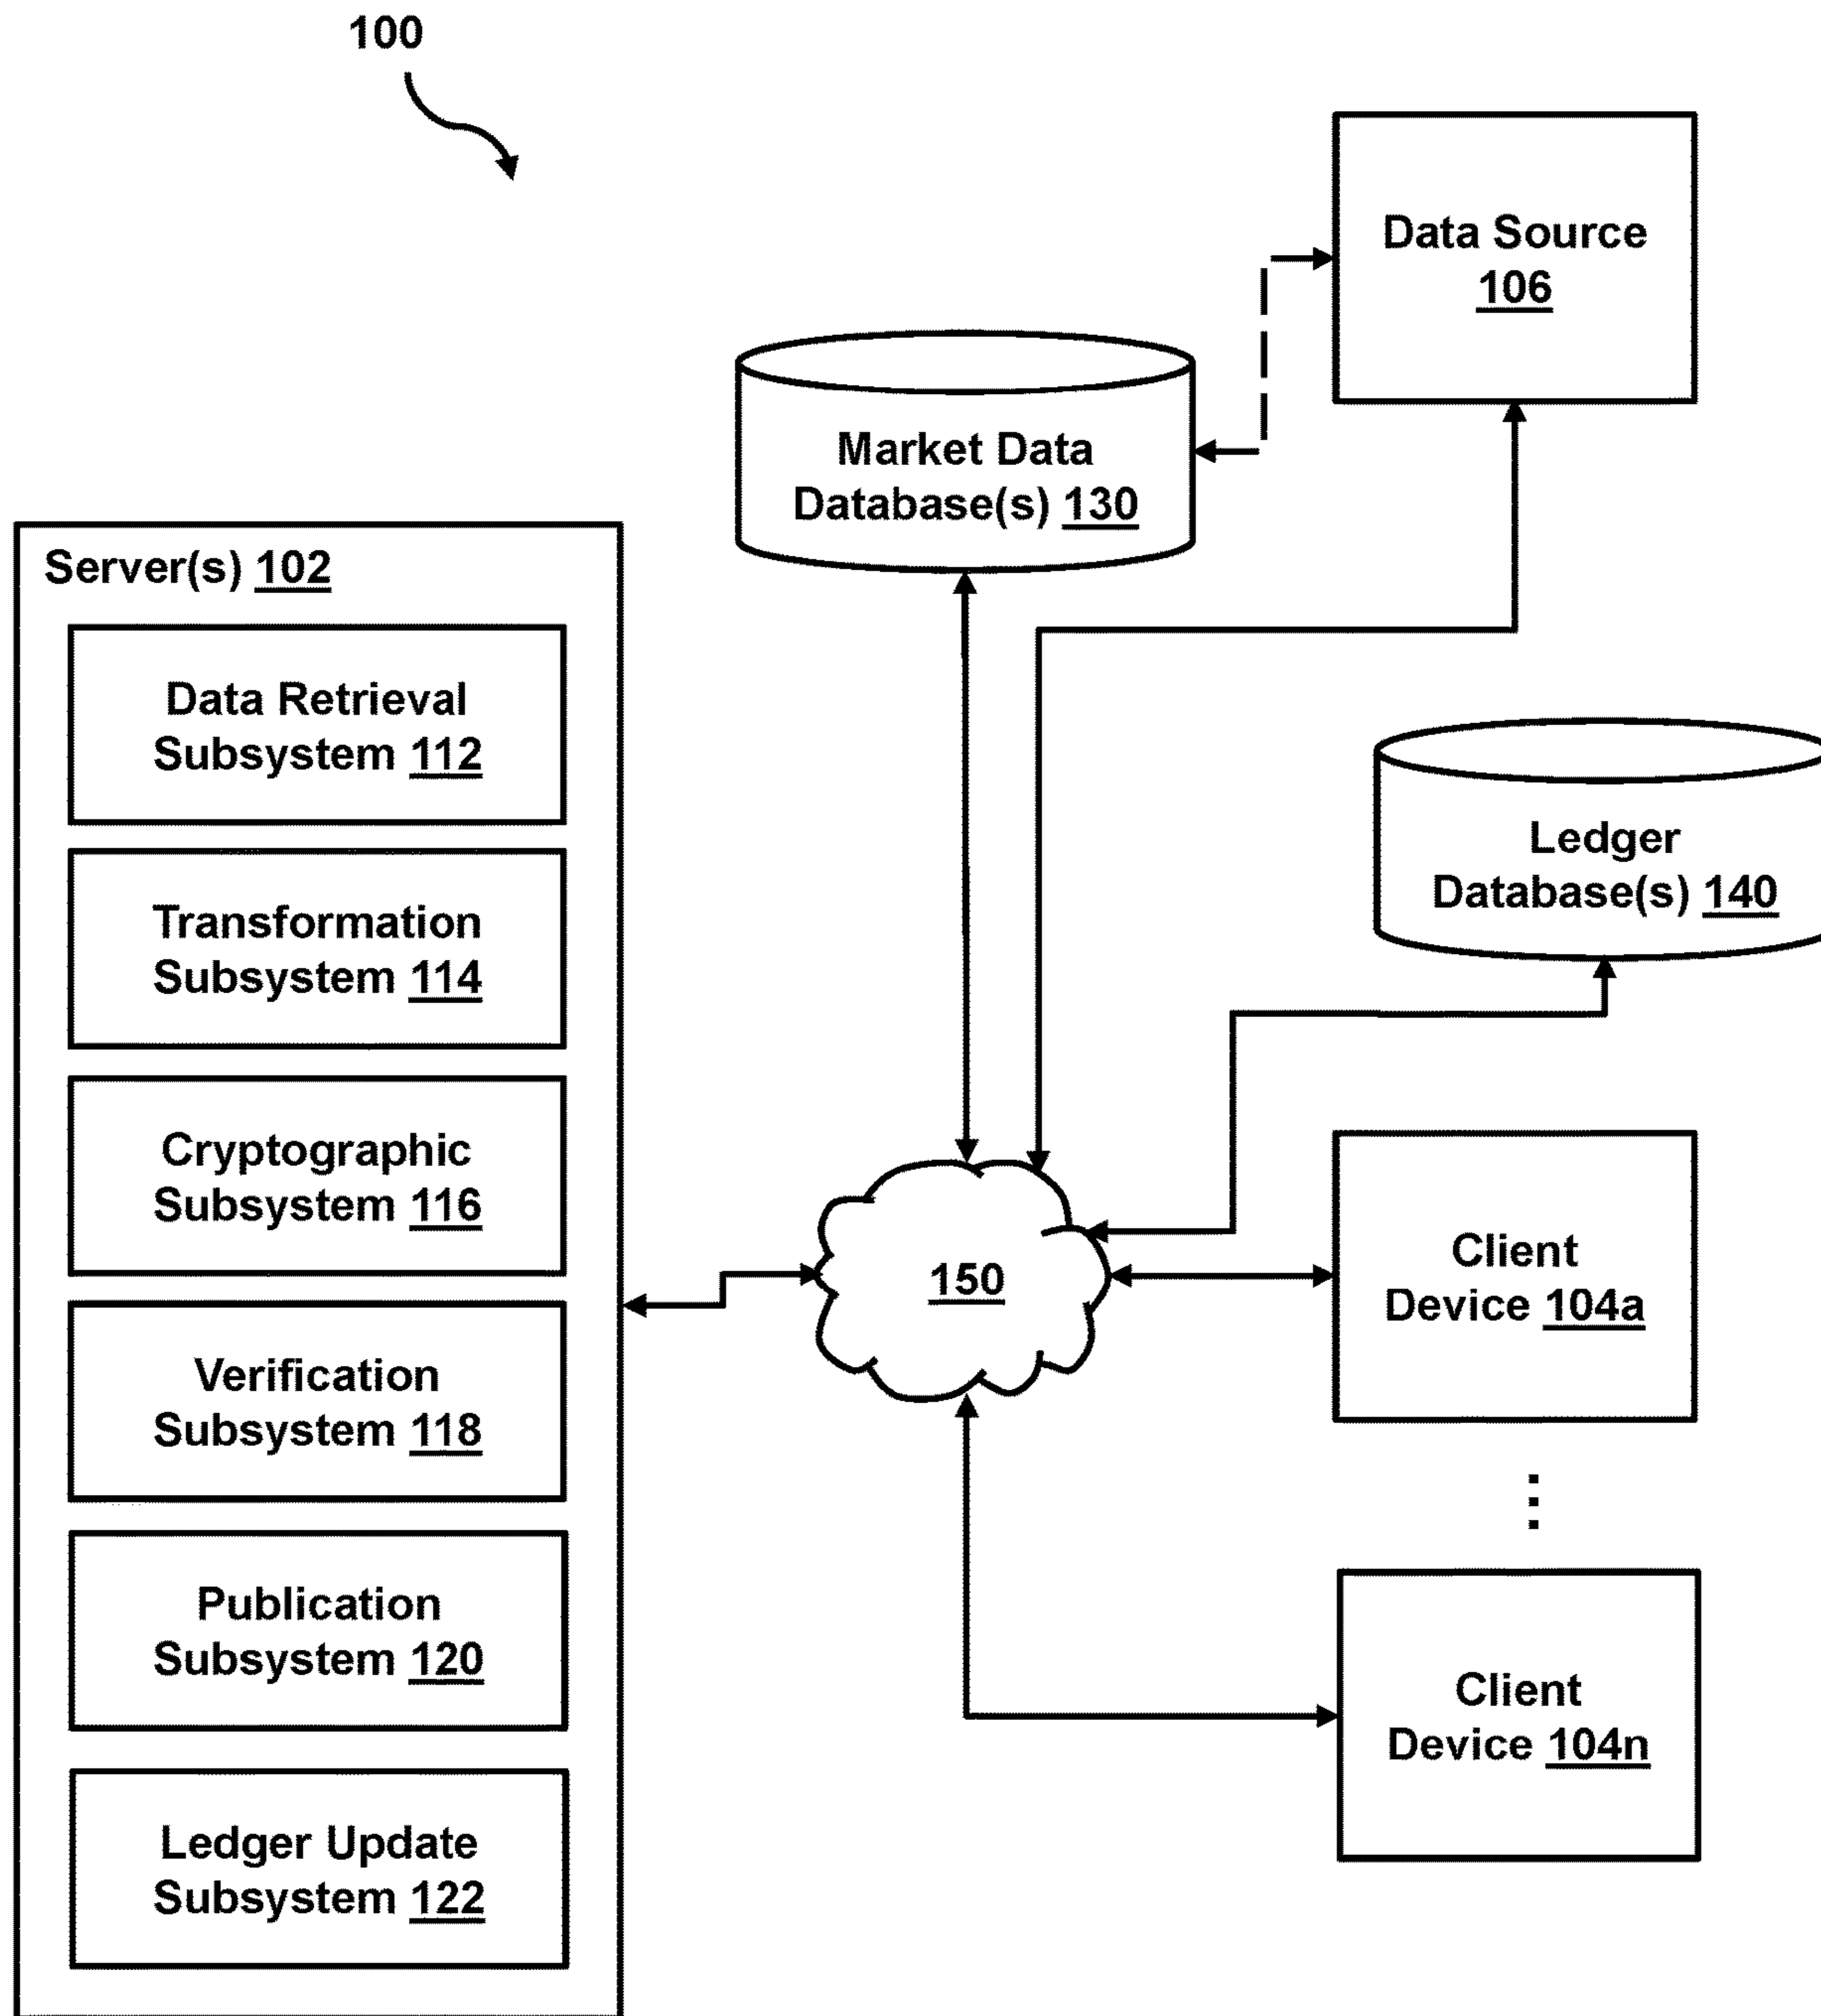 100
Data Source
106
Market Data
Database(s) 130
Server(s) 102
Data Retrieval
Subsystem 112
Transformation
Subsystem 114
Cryptographic
Subsystem 116
Verification
Subsystem 118
Publication
Subsystem 120
Ledger Update
Subsystem 122
Ledger
Database(s) 140
150
Client
Device 104a
Client
Device 104n